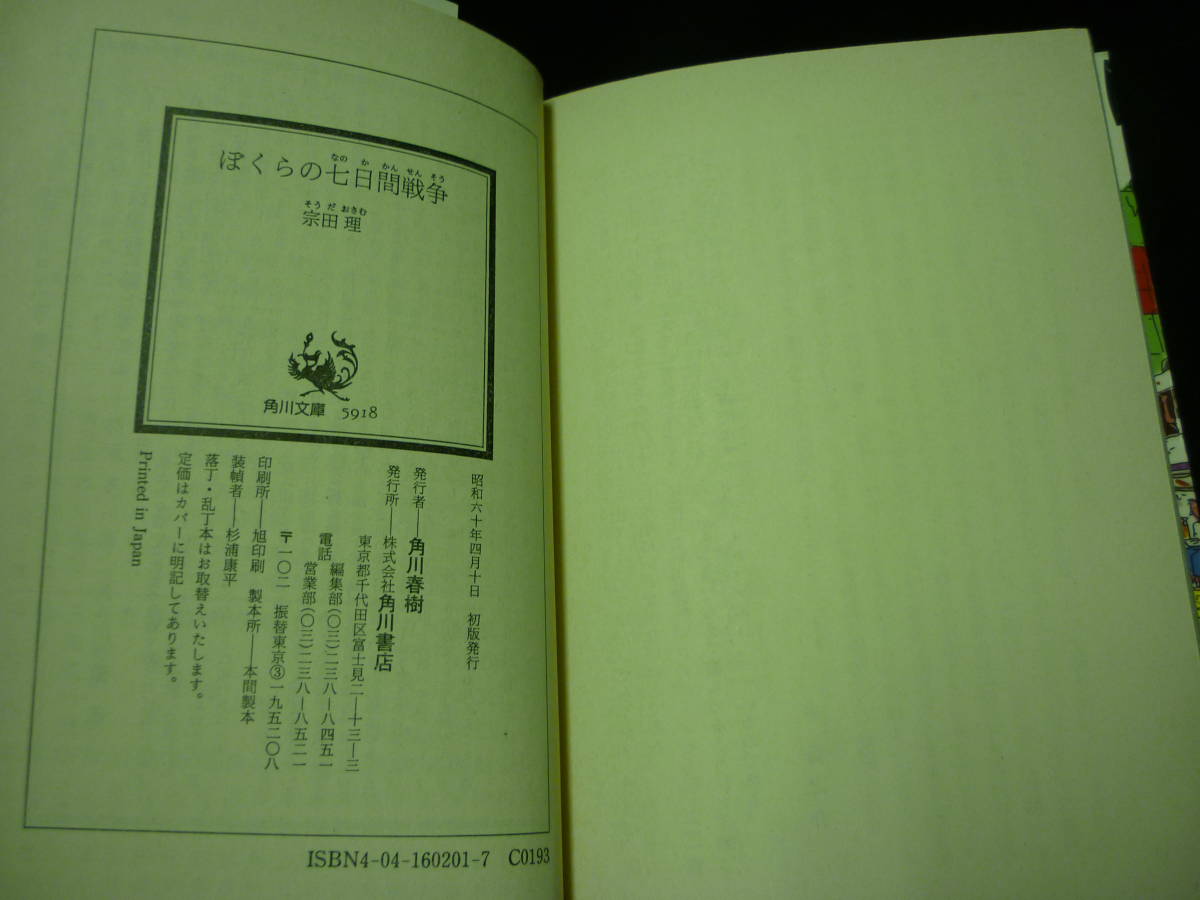 ぼくらの七日間戦争
なの か かん せん そう
宗田 理
そう だ おさむ
角川文庫 5918
昭和六十年四月十日 初版発行
発行者——角川春樹
発行所——株式会社角川書店
東京都千代田区富士見二—十三—三
電話 編集部(〇三)二三八—八四五一
営業部(〇三)二三八—八五二一
〒一〇二 振替東京③一九五二〇八
印刷所——旭印刷 製本所——本間製本
装幀者——杉浦康平
落丁・乱丁本はお取替えいたします。
定価はカバーに明記してあります。
Printed in Japan
ISBN4-04-160201-7 C0193